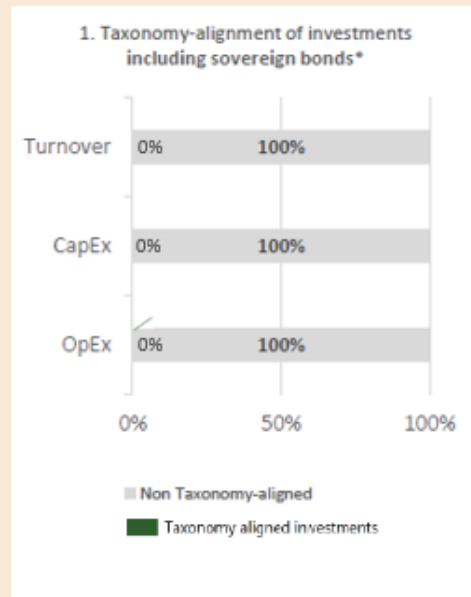 1. Taxonomy-alignment of investments
including sovereign bonds*
Turnover 0% 100%
CapEx 0% 100%
OpEx 0% 100%
0% 50% 100%
Non Taxonomy-aligned
Taxonomy aligned investments